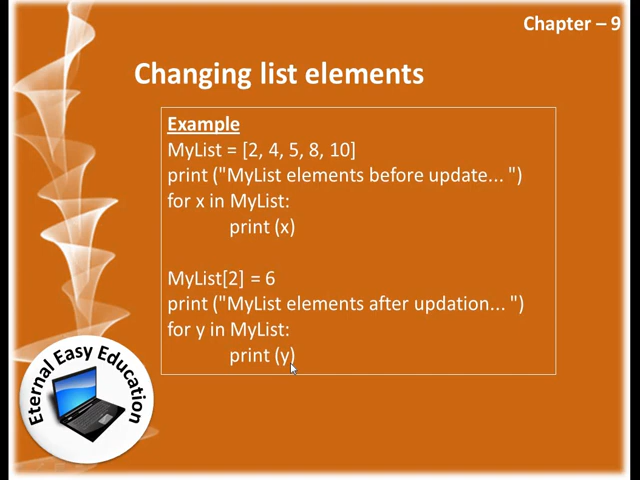 Chapter – 9
Changing list elements
Example
MyList = [2, 4, 5, 8, 10]
print ("MyList elements before update... ")
for x in MyList:
print (x)
MyList[2] = 6
print ("MyList elements after updation... ")
for y in MyList:
print (y)
Eternal Easy Education